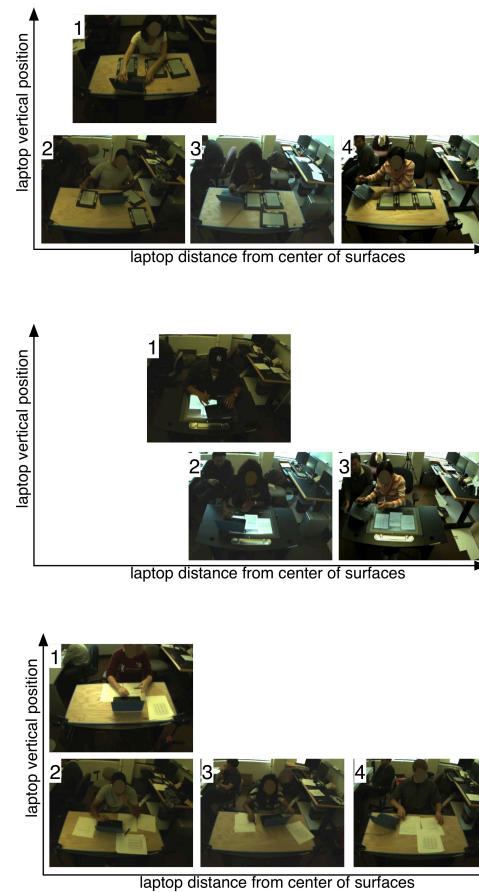 1
laptop vertical position
2
3
4
laptop distance from center of surfaces
1
laptop vertical position
2
3
laptop distance from center of surfaces
1
laptop vertical position
2
3
4
laptop distance from center of surfaces